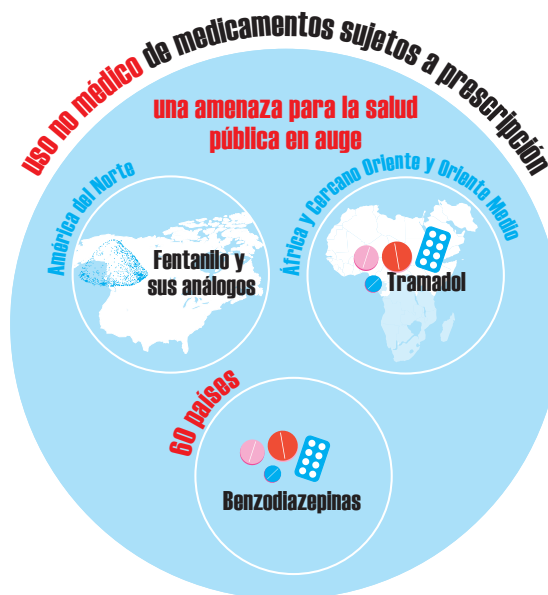 uso no médico de medicamentos sujetos a prescripción
una amenaza para la salud
pública en auge
América del Norte
Fentanilo y
sus análogos
África y Cercano Oriente y Oriente Medio
Tramadol
60 países
Benzodiazepinas